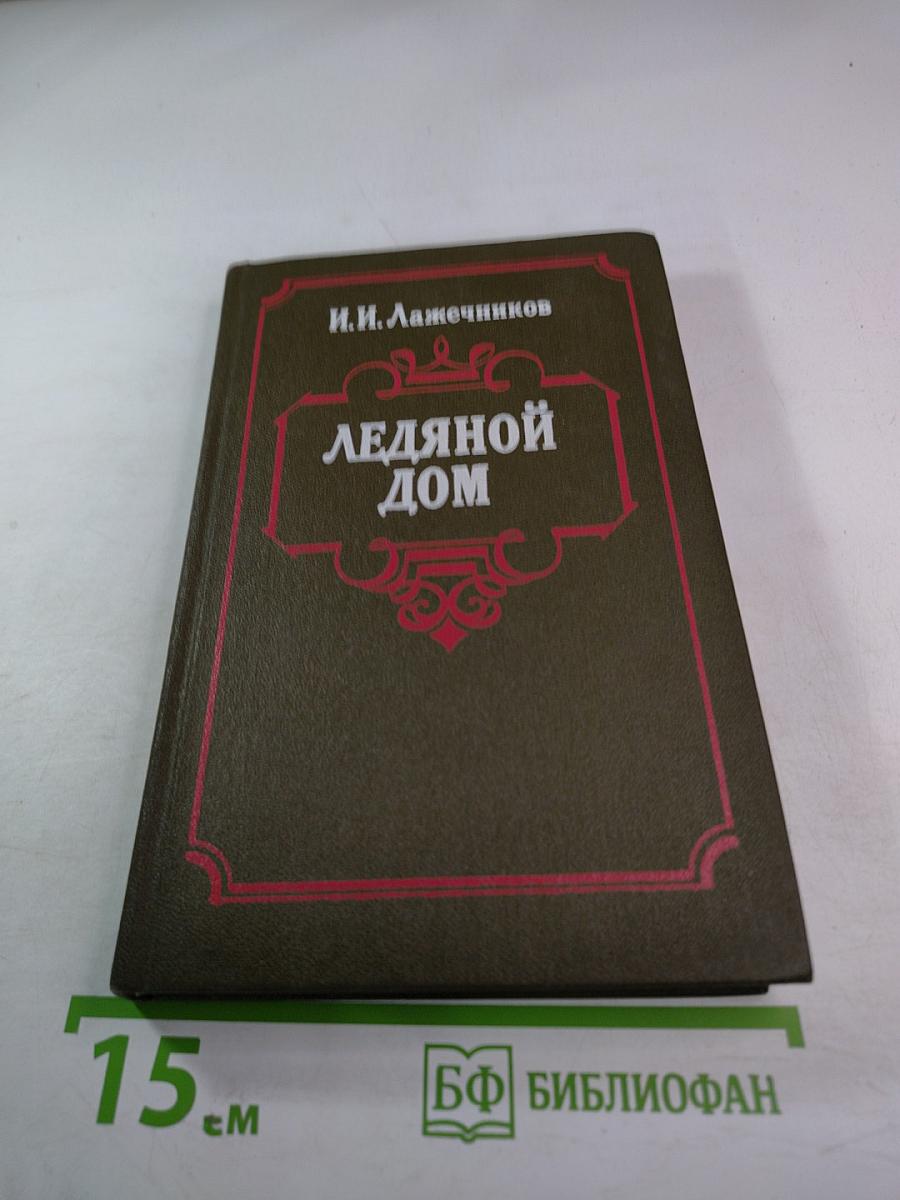 И.И. Лажечников
ЛЕДЯНОЙ
ДОМ
15 см
БФ БИБЛИОФАН